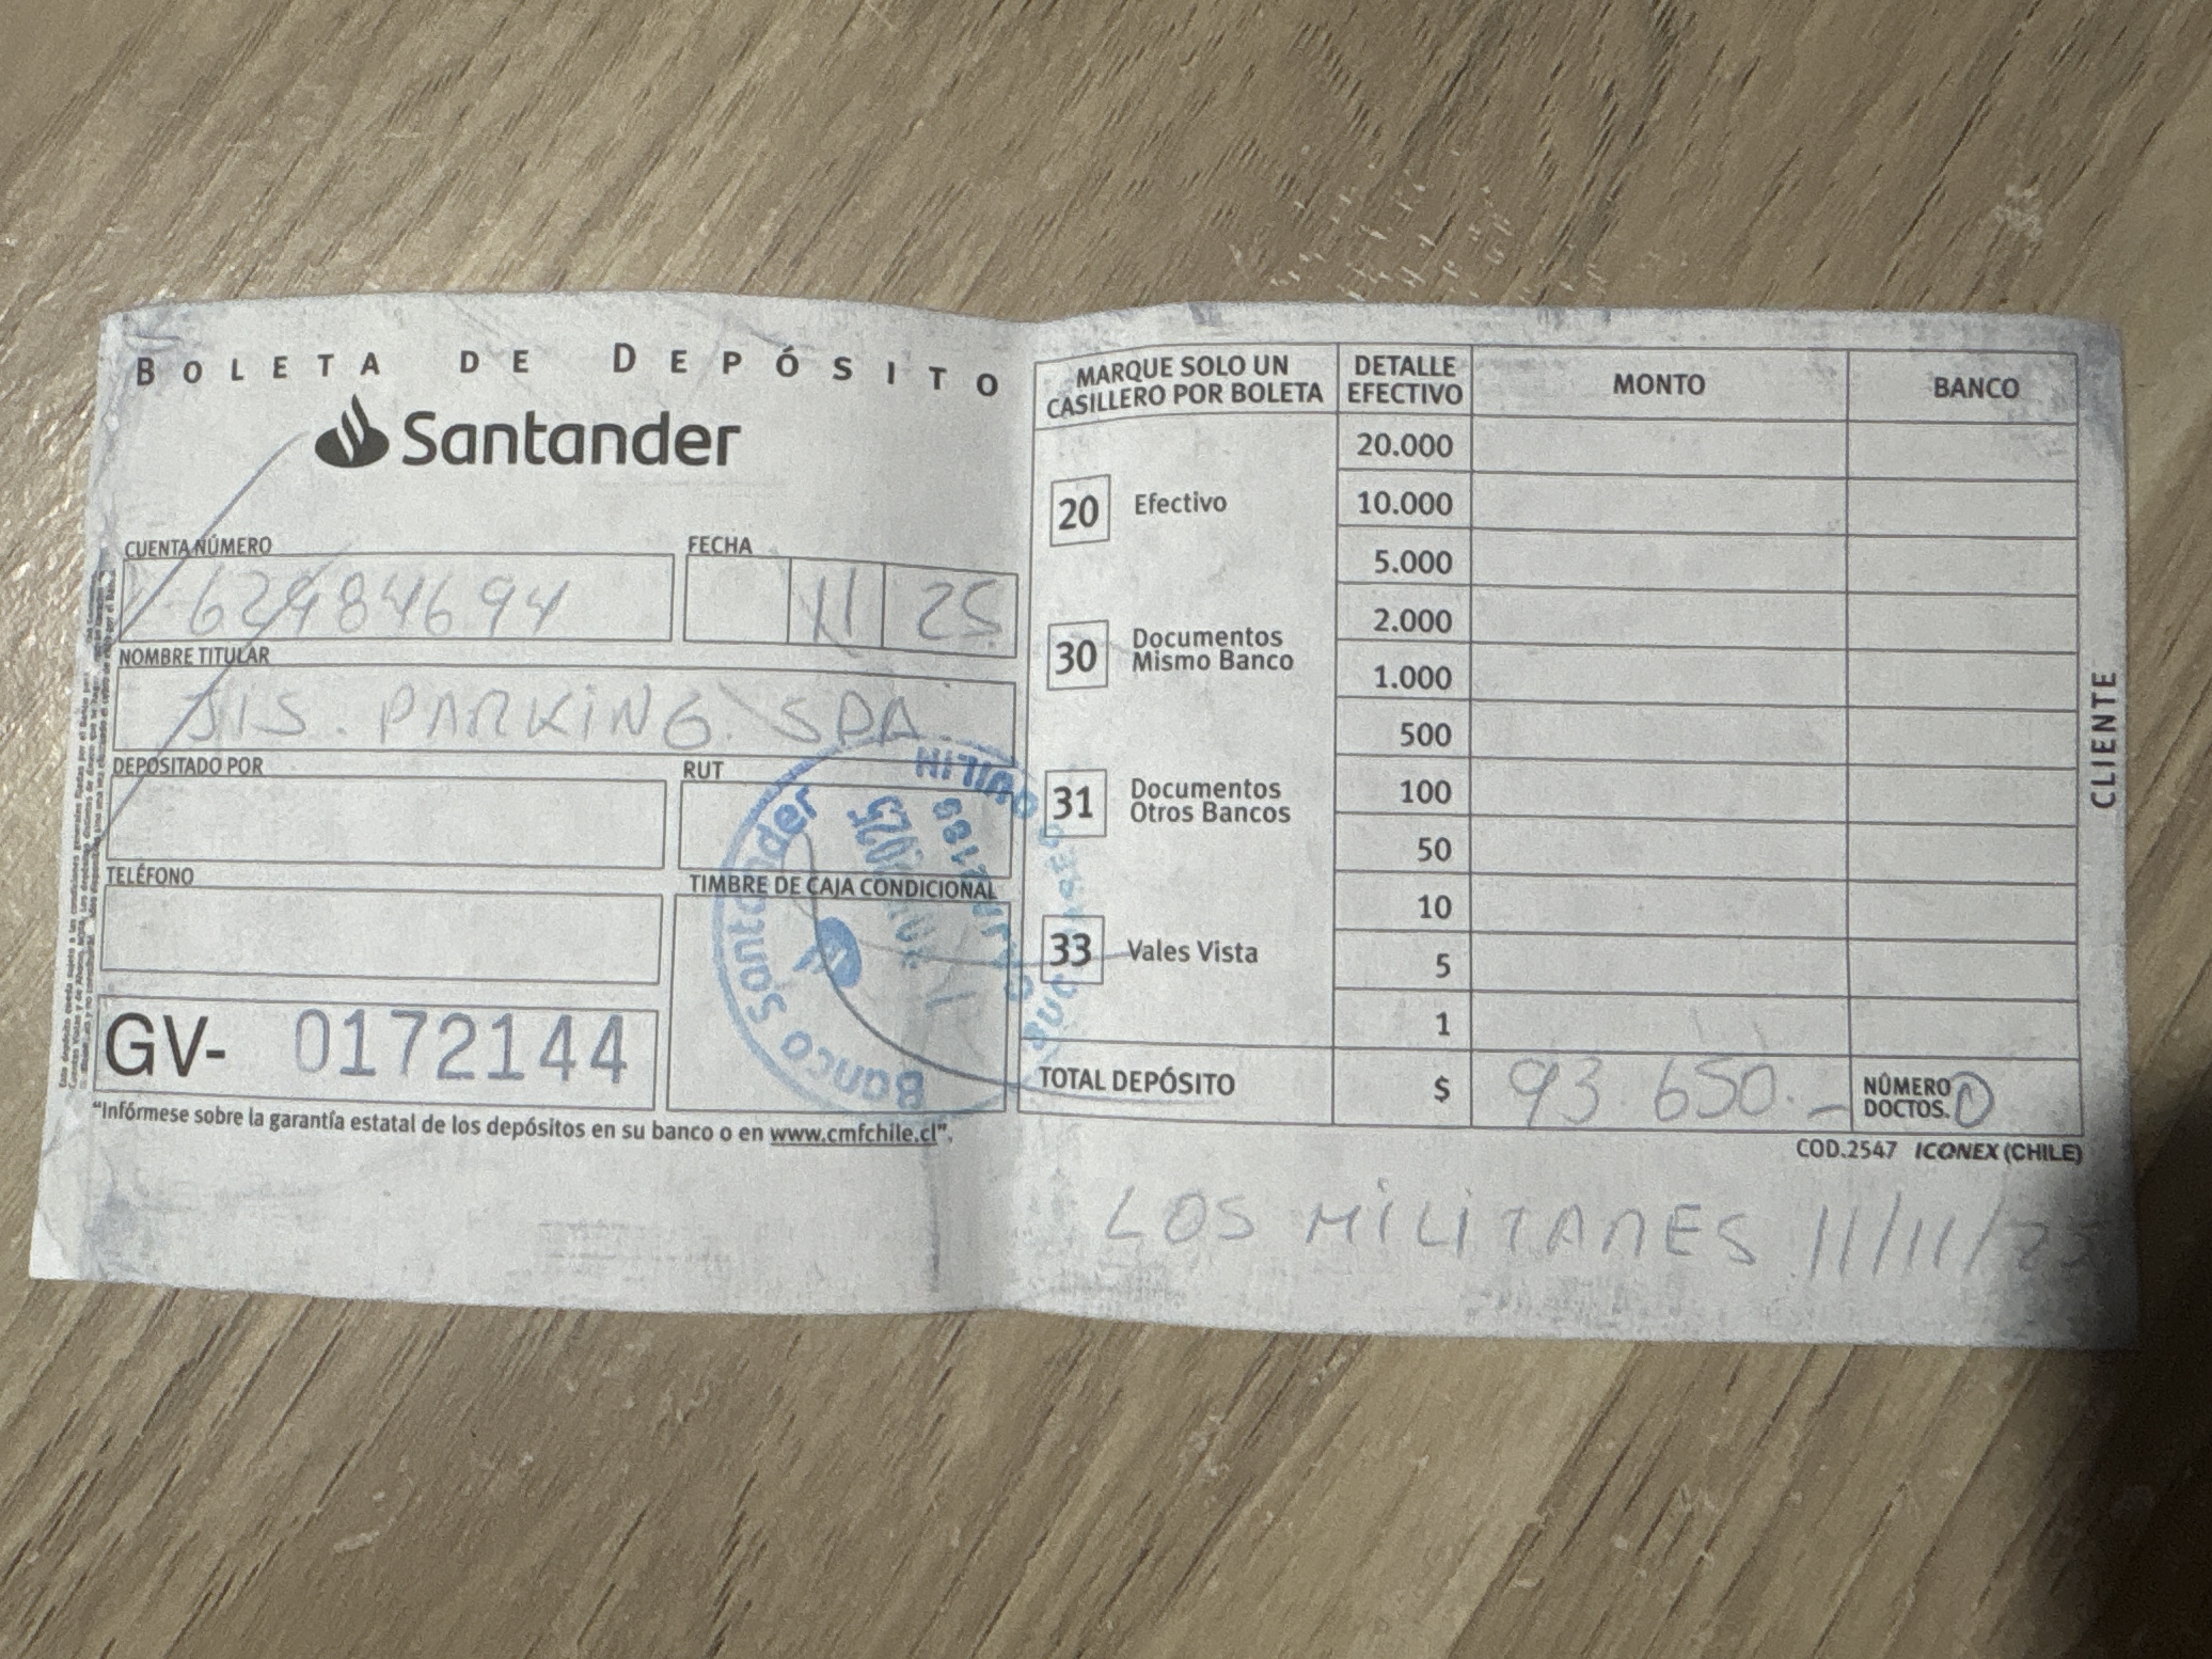 BOLETA DE DEPÓSITO
Santander
CUENTA NÚMERO
62484694
FECHA
11 25
NOMBRE TITULAR
JIS. PARKING. SPA
DEPOSITADO POR
RUT
TELÉFONO
TIMBRE DE CAJA CONDICIONAL
Banco Santander
GV- 0172144
"Infórmese sobre la garantía estatal de los depósitos en su banco o en www.cmfchile.cl".
MARQUE SOLO UN
CASILLERO POR BOLETA
20 Efectivo
30 Documentos
Mismo Banco
31 Documentos
Otros Bancos
33 Vales Vista
DETALLE
EFECTIVO
MONTO
BANCO
20.000
10.000
5.000
2.000
1.000
500
100
50
10
5
1
TOTAL DEPÓSITO $ 93.650.-
NÚMERO
DOCTOS.
COD.2547 ICONEX (CHILE)
CLIENTE
LOS MILITARES 11/11/25